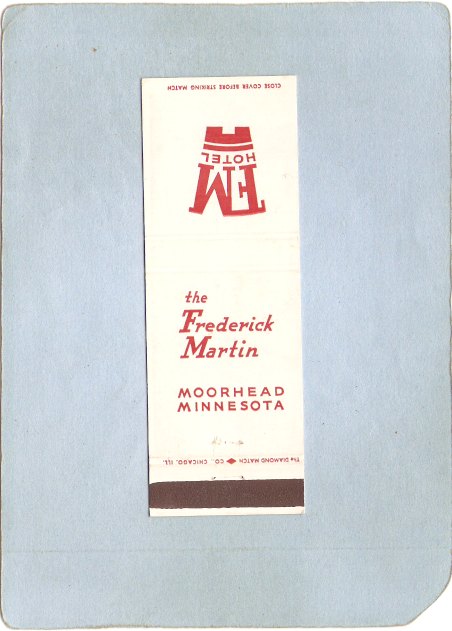 CLOSE COVER BEFORE STRIKING MATCH
FM
HOTEL
the
Frederick
Martin
MOORHEAD
MINNESOTA
The DIAMOND MATCH CO., CHICAGO, ILL.